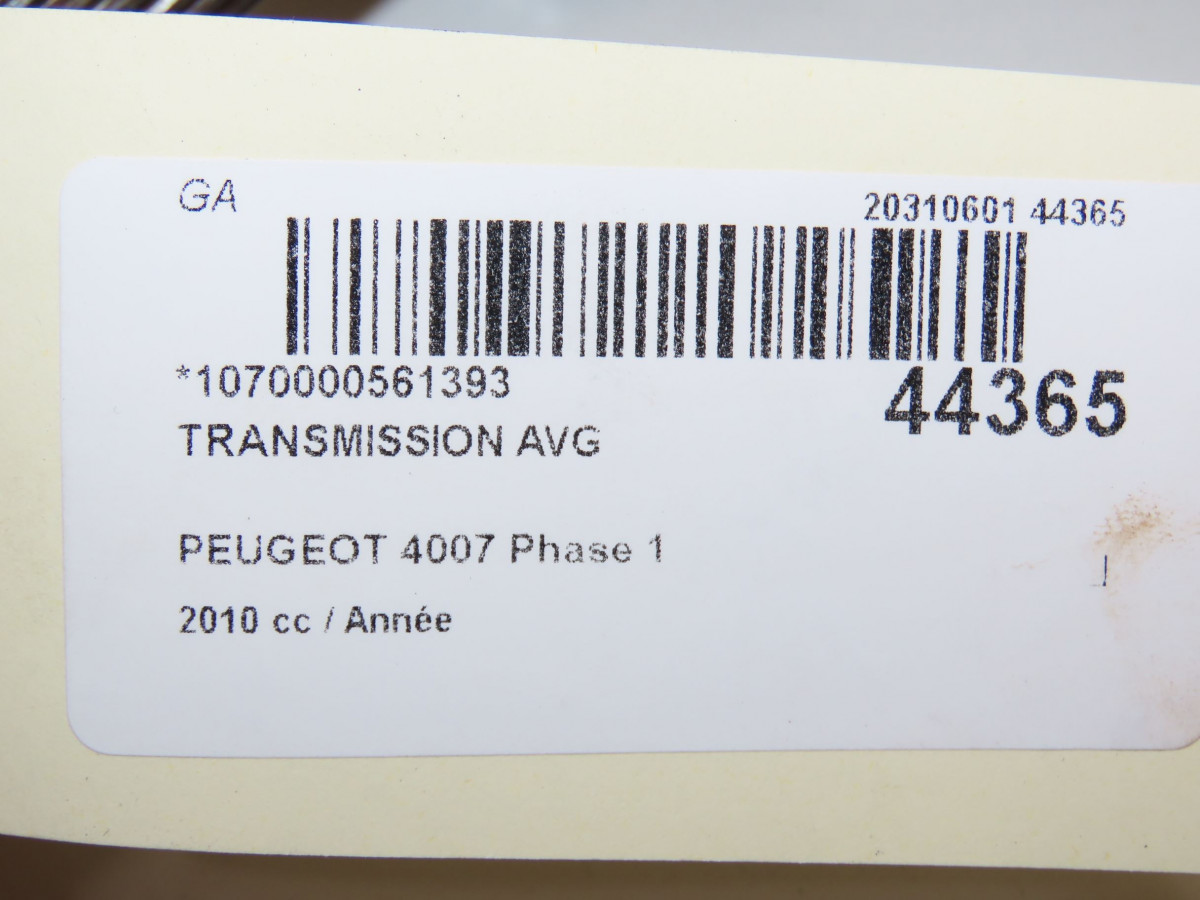 GA
20310601 44365
*1070000561393
44365
TRANSMISSION AVG
PEUGEOT 4007 Phase 1
2010 cc / Année